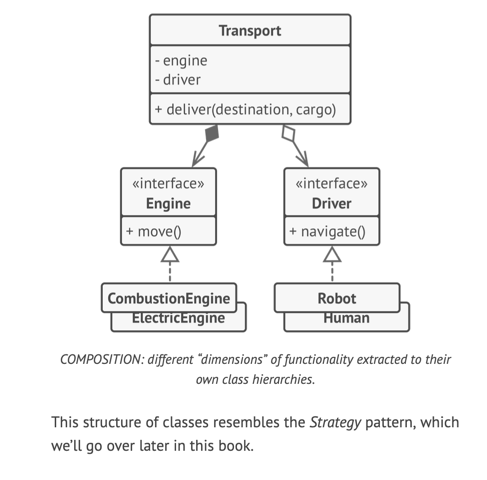 Transport
- engine
- driver
+ deliver(destination, cargo)
«interface»
Engine
+ move()
«interface»
Driver
+ navigate()
CombustionEngine
ElectricEngine
Robot
Human
COMPOSITION: different “dimensions” of functionality extracted to their
own class hierarchies.
This structure of classes resembles the Strategy pattern, which
we’ll go over later in this book.